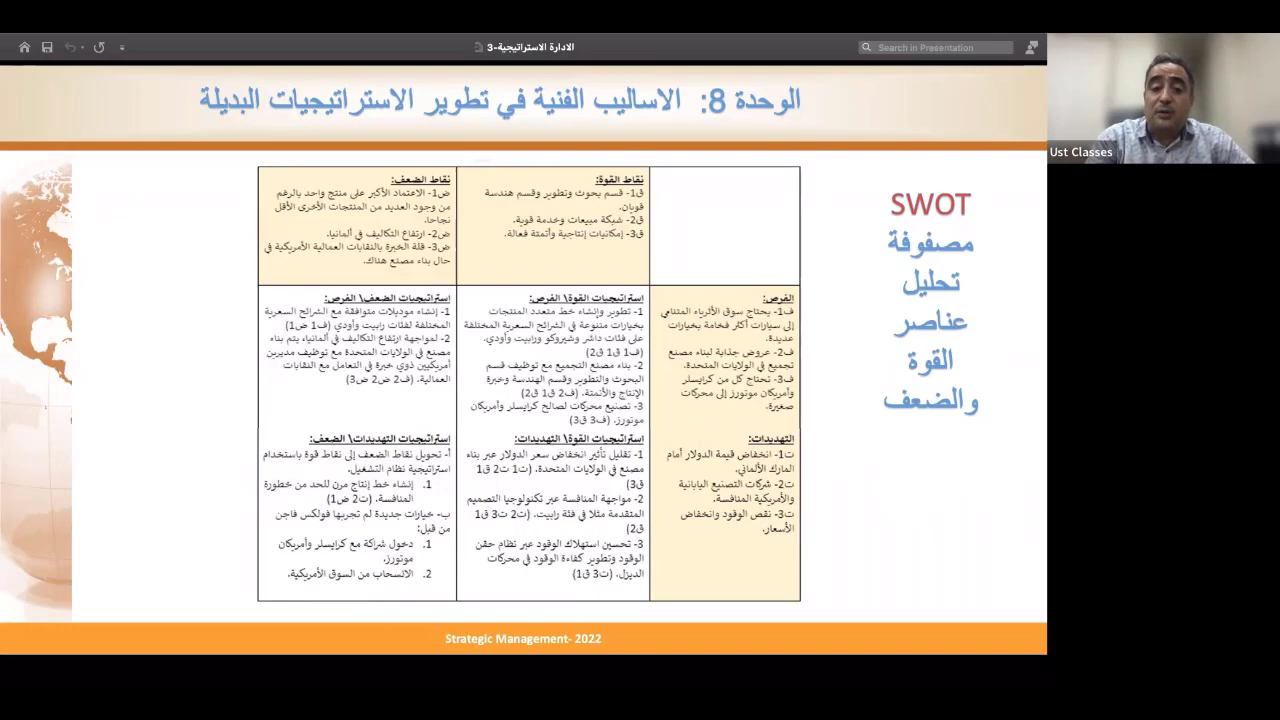 الادارة الاستراتيجية-3
Search in Presentation
الوحدة 8: الاساليب الفنية في تطوير الاستراتيجيات البديلة
Ust Classes
SWOT
مصفوفة
تحليل
عناصر
القوة
والضعف
نقاط القوة:
ق1- قسم بحوث وتطوير وقسم هندسة
قويان.
ق2- شبكة مبيعات وخدمة قوية.
ق3- إمكانيات إنتاجية وأتمتة فعالة.
نقاط الضعف:
ض1- الاعتماد الأكبر على منتج واحد بالرغم
من وجود العديد من المنتجات الأخرى الأقل
نجاحا.
ض2- ارتفاع التكاليف في ألمانيا.
ض3- قلة الخبرة بالنقابات العمالية الأمريكية في
حال بناء مصنع هناك.
الفرص:
ف1- يحتاج سوق الأثرياء المتنامي
إلى سيارات أكثر فخامة بخيارات
عديدة.
ف2- عروض جذابة لبناء مصنع
تجميع في الولايات المتحدة.
ف3- تحتاج كل من كرايسلر
وأمريكان موتورز إلى محركات
صغيرة.
استراتيجيات القوة\ الفرص:
1- تطوير وإنشاء خط متعدد المنتجات
بخيارات متنوعة في الشرائح السعرية المختلفة
على فئات داشر وشيروكو ورابيت وأودي.
(ف1 ق1 ق2)
2- بناء مصنع التجميع مع توظيف قسم
البحوث والتطوير وقسم الهندسة وخبرة
الإنتاج والأتمتة. (ف2 ق1 ق2)
3- تصنيع محركات لصالح كرايسلر وأمريكان
موتورز. (ف3 ق3)
استراتيجيات الضعف\ الفرص:
1- إنشاء موديلات متوافقة مع الشرائح السعرية
المختلفة لفئات رابيت وأودي (ف1 ض1)
2- لمواجهة ارتفاع التكاليف في ألمانيا، يتم بناء
مصنع في الولايات المتحدة مع توظيف مديرين
أمريكيين ذوي خبرة في التعامل مع النقابات
العمالية. (ف2 ض2 ض3)
التهديدات:
ت1- انخفاض قيمة الدولار أمام
المارك الألماني.
ت2- شركات التصنيع اليابانية
والأمريكية المنافسة.
ت3- نقص الوقود وانخفاض
الأسعار.
استراتيجيات القوة\ التهديدات:
1- تقليل تأثير انخفاض سعر الدولار عبر بناء
مصنع في الولايات المتحدة. (ت1 ت2 ق1
ق3)
2- مواجهة المنافسة عبر تكنولوجيا التصميم
المتقدمة مثلا في فئة رابيت. (ت2 ت3 ق1
ق2)
3- تحسين استهلاك الوقود عبر نظام حقن
الوقود وتطوير كفاءة الوقود في محركات
الديزل. (ت3 ق1)
استراتيجيات التهديدات\ الضعف:
أ- تحويل نقاط الضعف إلى نقاط قوة باستخدام
استراتيجية نظام التشغيل.
1. إنشاء خط إنتاج مرن للحد من خطورة
المنافسة. (ت2 ض1)
ب- خيارات جديدة لم تجربها فولكس فاجن
من قبل:
1. دخول شراكة مع كرايسلر وأمريكان
موتورز.
2. الانسحاب من السوق الأمريكية.
Strategic Management- 2022